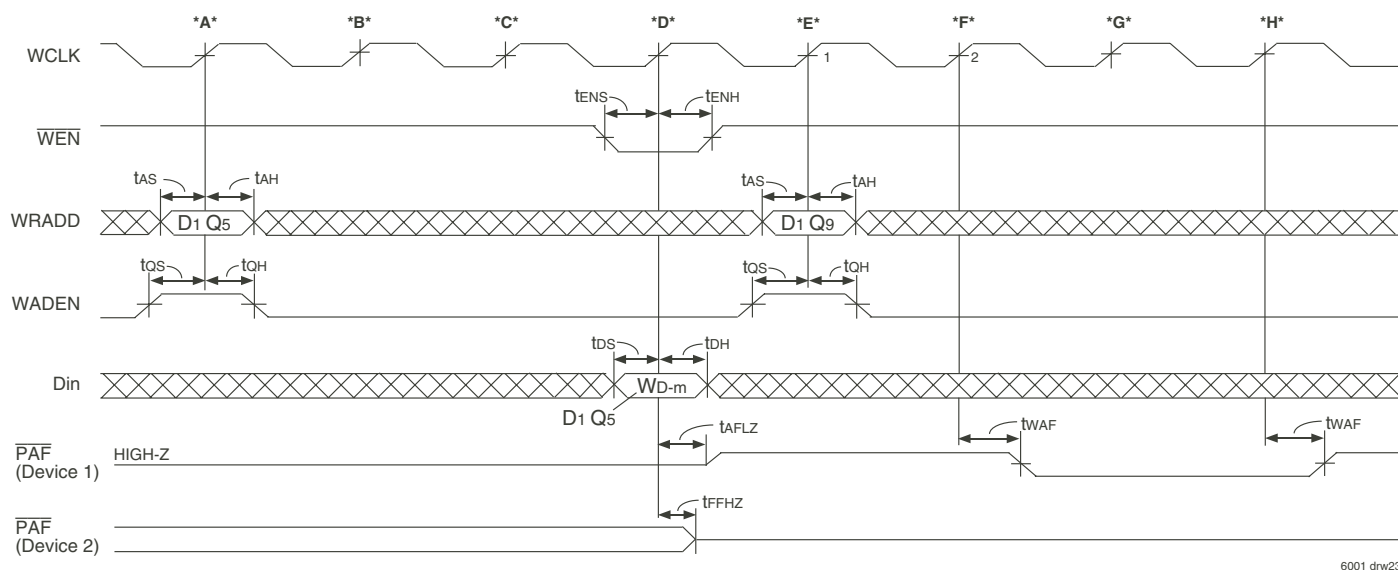 *A* *B* *C* *D* *E* *F* *G* *H*
WCLK 1 2
tENS tENH
WEN
tAS tAH tAS tAH
WRADD D1 Q5 D1 Q9
tQS tQH tQS tQH
WADEN
tDS tDH
Din WD-m
D1 Q5
tAFLZ tWAF tWAF
PAF HIGH-Z
(Device 1)
tFFHZ
PAF
(Device 2)
6001 drw23